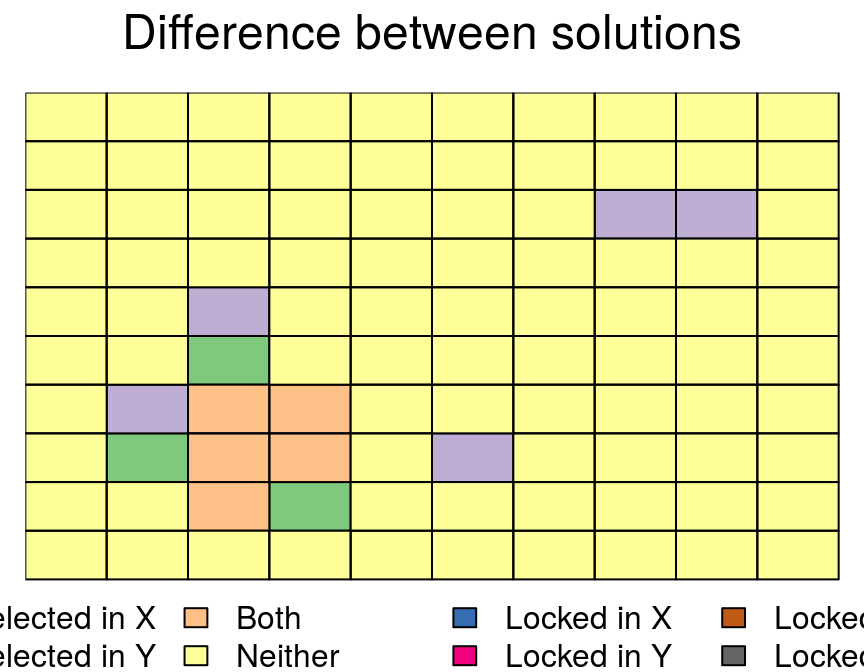 Difference between solutions
elected in X Both Locked in X Locked
elected in Y Neither Locked in Y Locked